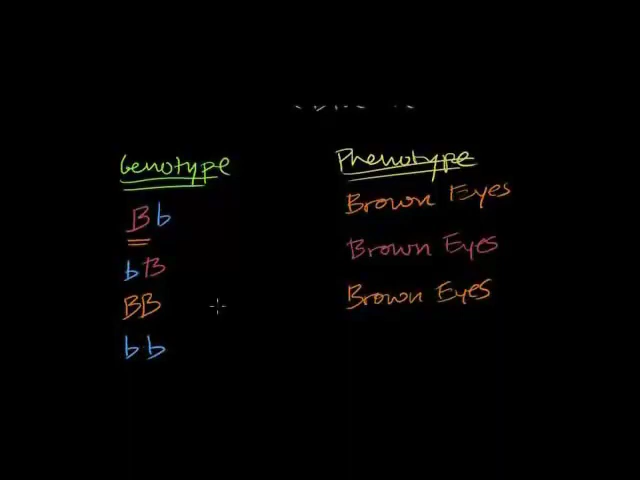 Genotype Phenotype
Bb Brown Eyes
bB Brown Eyes
BB Brown Eyes
bb